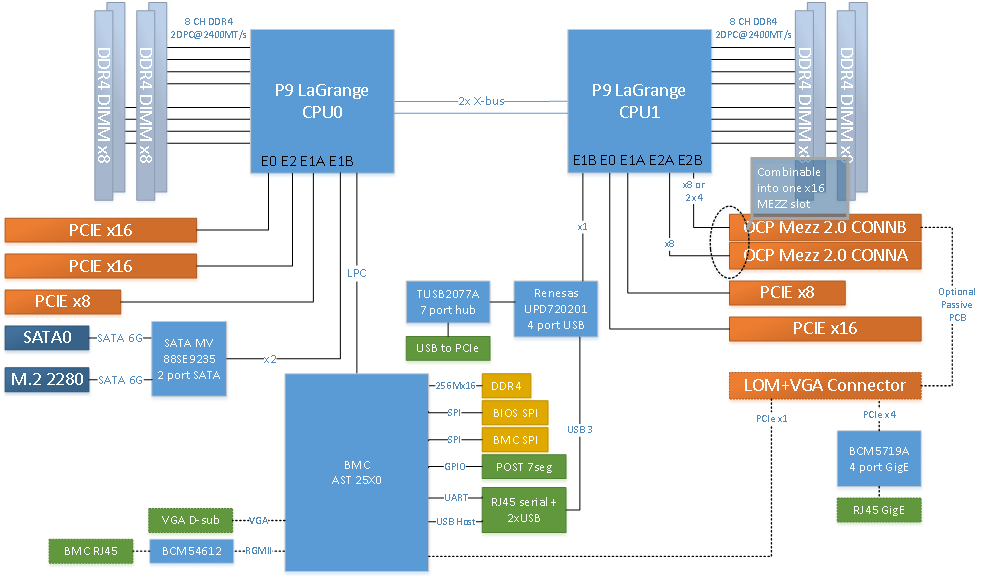 8 CH DDR4
2DPC@2400MT/s
DDR4 DIMM x8
DDR4 DIMM x8
P9 LaGrange
CPU0
E0 E2 E1A E1B
2x X-bus
P9 LaGrange
CPU1
E1B E0 E1A E2A E2B
8 CH DDR4
2DPC@2400MT/s
DDR4 DIMM x8
DDR4 DIMM x8
Combinable
into one x16
MEZZ slot
x8 or
2x4
x1
x8
PCIE x16
PCIE x16
PCIE x8
OCP Mezz 2.0 CONNB
OCP Mezz 2.0 CONNA
PCIE x8
PCIE x16
Optional
Passive
PCB
LPC
TUSB2077A
7 port hub
Renesas
UPD720201
4 port USB
USB to PCIe
SATA0
SATA 6G
M.2 2280
SATA 6G
SATA MV
88SE9235
2 port SATA
x2
LOM+VGA Connector
PCIe x1
PCIe x4
BCM5719A
4 port GigE
RJ45 GigE
BMC
AST 25X0
256Mx16
DDR4
SPI
BIOS SPI
SPI
BMC SPI
GPIO
POST 7seg
UART
USB Host
RJ45 serial +
2xUSB
USB 3
VGA D-sub
VGA
BMC RJ45
BCM54612
RGMII